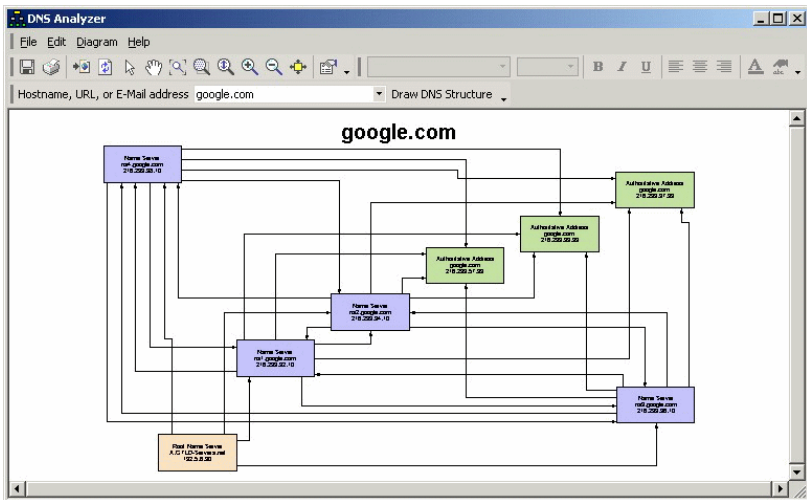 DNS Analyzer
File Edit Diagram Help
B I U A
Hostname, URL, or E-Mail address google.com Draw DNS Structure
google.com
Name Server
ns4.google.com
Authoritative Address
google.com
Authoritative Address
google.com
Authoritative Address
google.com
Name Server
ns2.google.com
Name Server
ns1.google.com
Name Server
google.com
Root Name Server